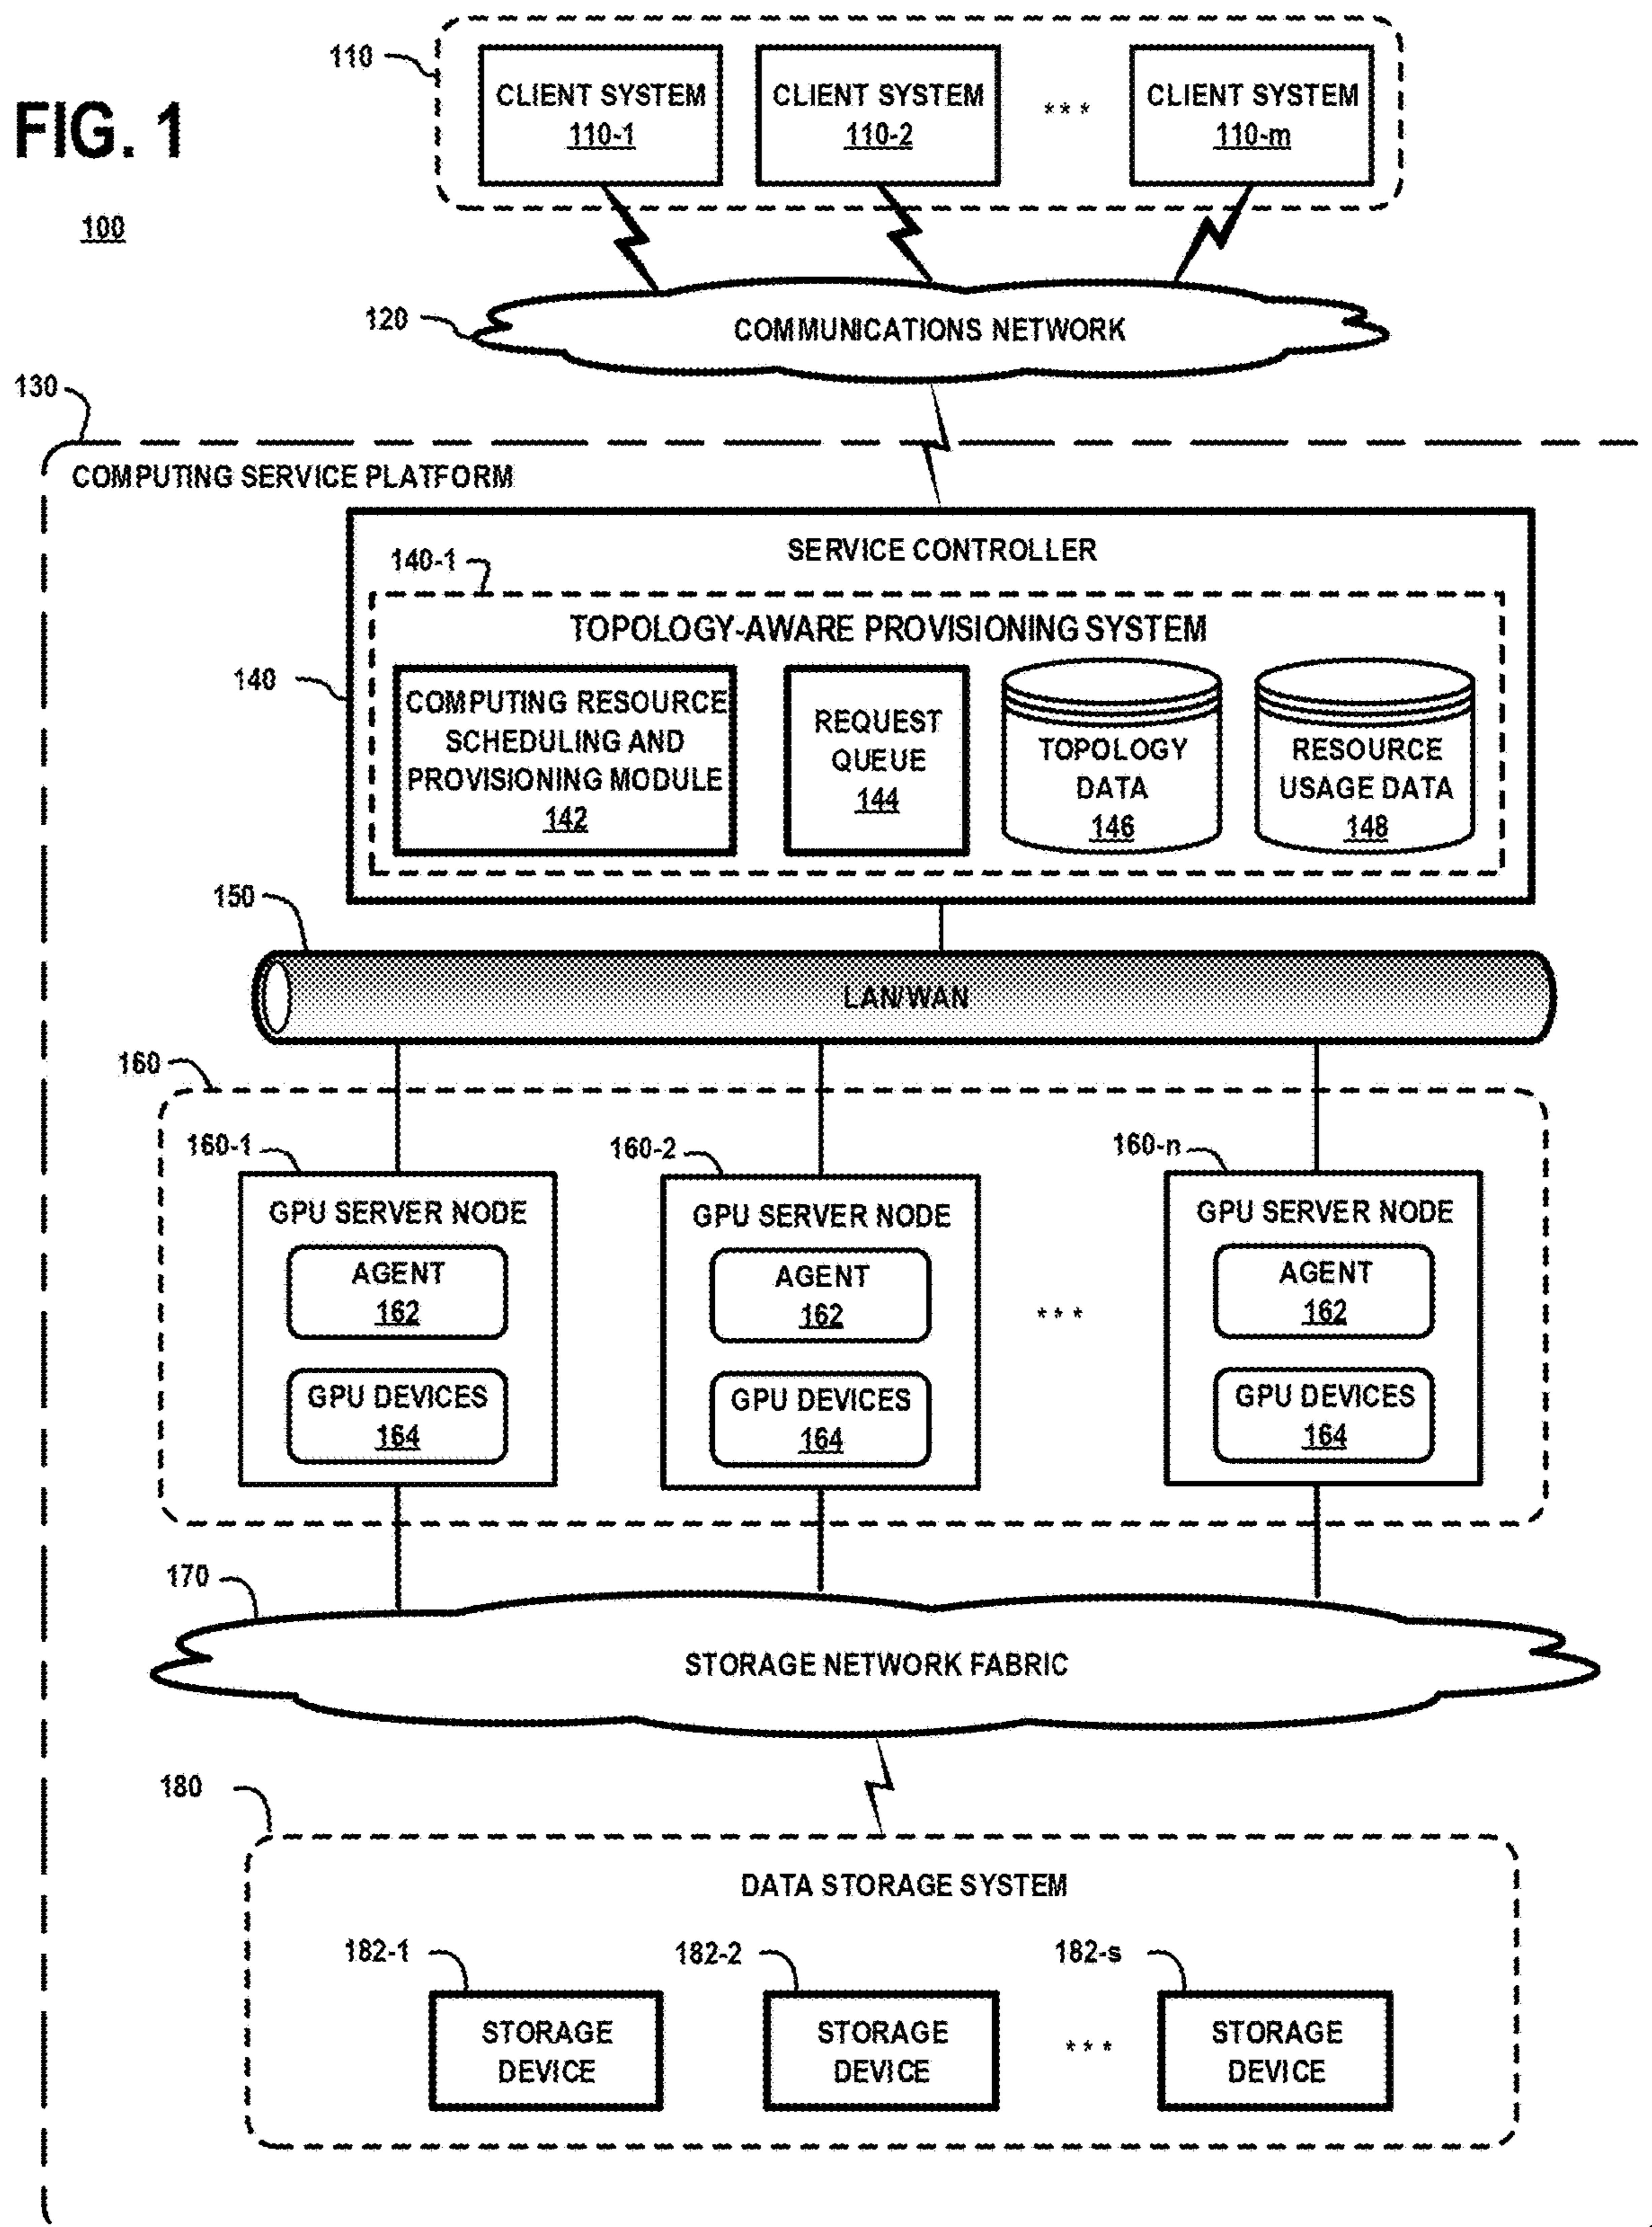 110
CLIENT SYSTEM
110-1
CLIENT SYSTEM
110-2
* * *
CLIENT SYSTEM
110-m
FIG. 1
100
120
COMMUNICATIONS NETWORK
130
COMPUTING SERVICE PLATFORM
SERVICE CONTROLLER
140-1
TOPOLOGY-AWARE PROVISIONING SYSTEM
140
COMPUTING RESOURCE
SCHEDULING AND
PROVISIONING MODULE
142
REQUEST
QUEUE
144
TOPOLOGY
DATA
146
RESOURCE
USAGE DATA
148
150
LAN/WAN
160
160-1
GPU SERVER NODE
AGENT
162
GPU DEVICES
164
160-2
GPU SERVER NODE
AGENT
162
GPU DEVICES
164
* * *
160-n
GPU SERVER NODE
AGENT
162
GPU DEVICES
164
170
STORAGE NETWORK FABRIC
180
DATA STORAGE SYSTEM
182-1
STORAGE
DEVICE
182-2
STORAGE
DEVICE
* * *
182-s
STORAGE
DEVICE